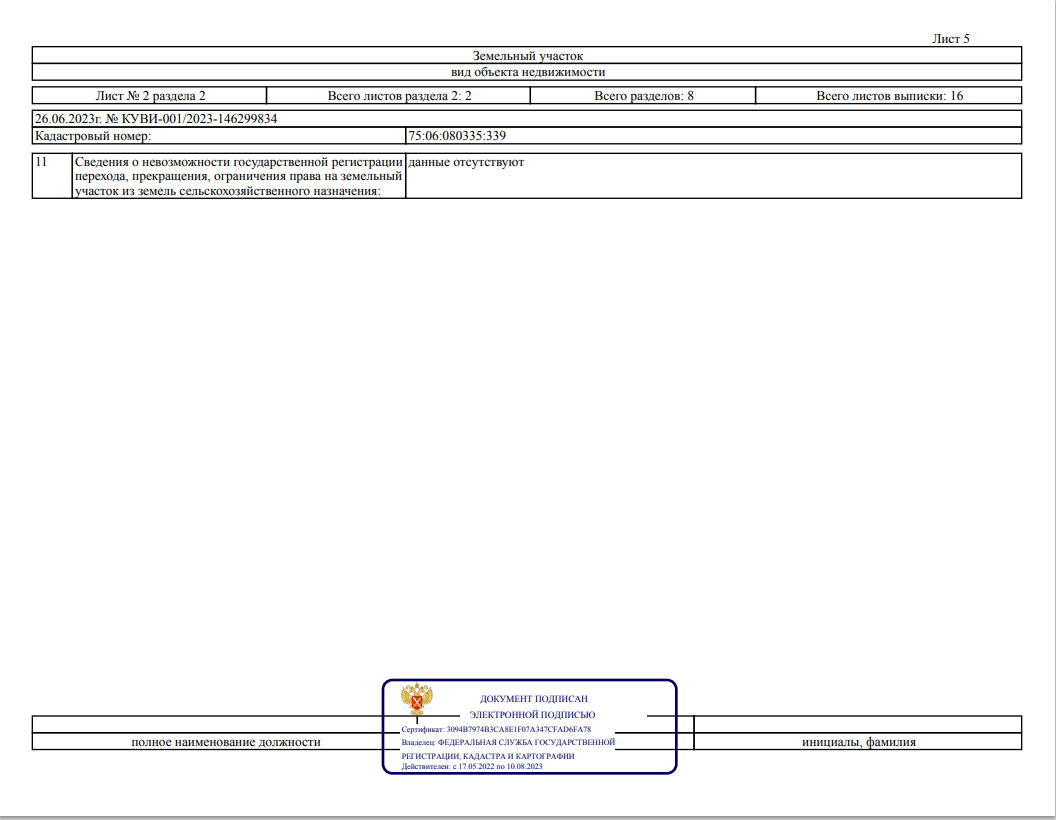 Лист 5
Земельный участок
вид объекта недвижимости
Лист № 2 раздела 2 Всего листов раздела 2: 2 Всего разделов: 8 Всего листов выписки: 16
26.06.2023г. № КУВИ-001/2023-146299834
Кадастровый номер: 75:06:080335:339
11 Сведения о невозможности государственной регистрации данные отсутствуют
перехода, прекращения, ограничения права на земельный
участок из земель сельскохозяйственного назначения:
ДОКУМЕНТ ПОДПИСАН
ЭЛЕКТРОННОЙ ПОДПИСЬЮ
Сертификат: 3094B7974B3CA8E1F07A347CFAD6FA78
полное наименование должности Владелец: ФЕДЕРАЛЬНАЯ СЛУЖБА ГОСУДАРСТВЕННОЙ инициалы, фамилия
РЕГИСТРАЦИИ, КАДАСТРА И КАРТОГРАФИИ
Действителен: с 17.05.2022 по 10.08.2023